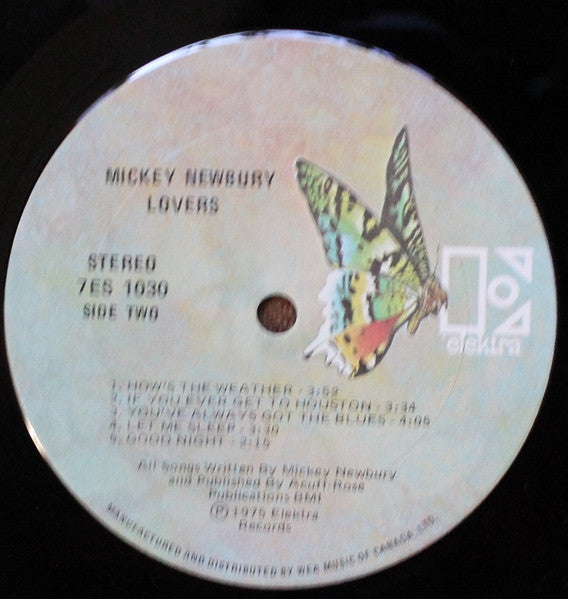 MICKEY NEWBURY
LOVERS
STEREO
7ES 1030
SIDE TWO
elektra
1. HOW'S THE WEATHER - 3:52
2. IF YOU EVER GET TO HOUSTON - 3:34
3. YOU'VE ALWAYS GOT THE BLUES - 4:05
4. LET ME SLEEP - 3:30
5. GOOD NIGHT - 2:15
All Songs Written By Mickey Newbury
and Published By Acuff Rose
Publications BMI
Ⓟ 1975 Elektra
Records
MANUFACTURED AND DISTRIBUTED BY WEA MUSIC OF CANADA, LTD.